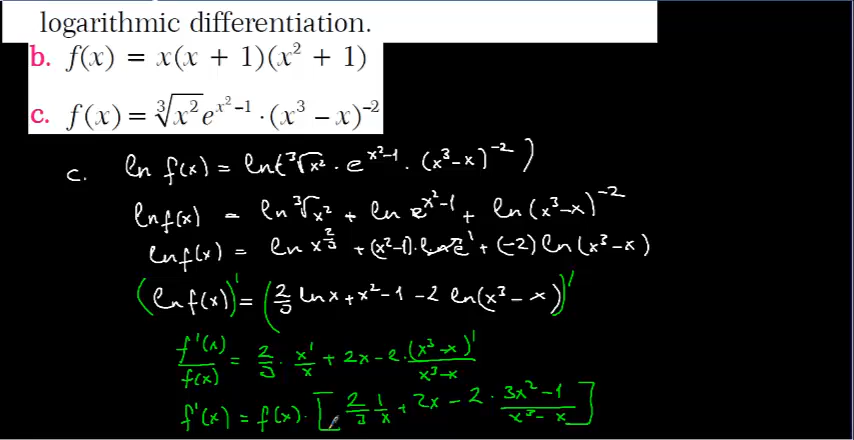 logarithmic differentiation.
b. f(x) = x(x + 1)(x² + 1)
c. f(x) = ∛x² e^(x²−1) · (x³ − x)⁻²
c. ln f(x) = ln(∛x² · e^(x²−1) · (x³−x)⁻²)
ln f(x) = ln ∛x² + ln e^(x²−1) + ln (x³−x)⁻²
ln f(x) = ln x^(2/3) + (x²−1)·ln e¹ + (−2) ln (x³−x)
(ln f(x))' = (2/3 ln x + x² − 1 − 2 ln(x³ − x))'
f'(x)/f(x) = 2/3 · x'/x + 2x − 2·(x³−x)'/(x³−x)
f'(x) = f(x) · [2/3 1/x + 2x − 2 · (3x²−1)/(x³−x)]